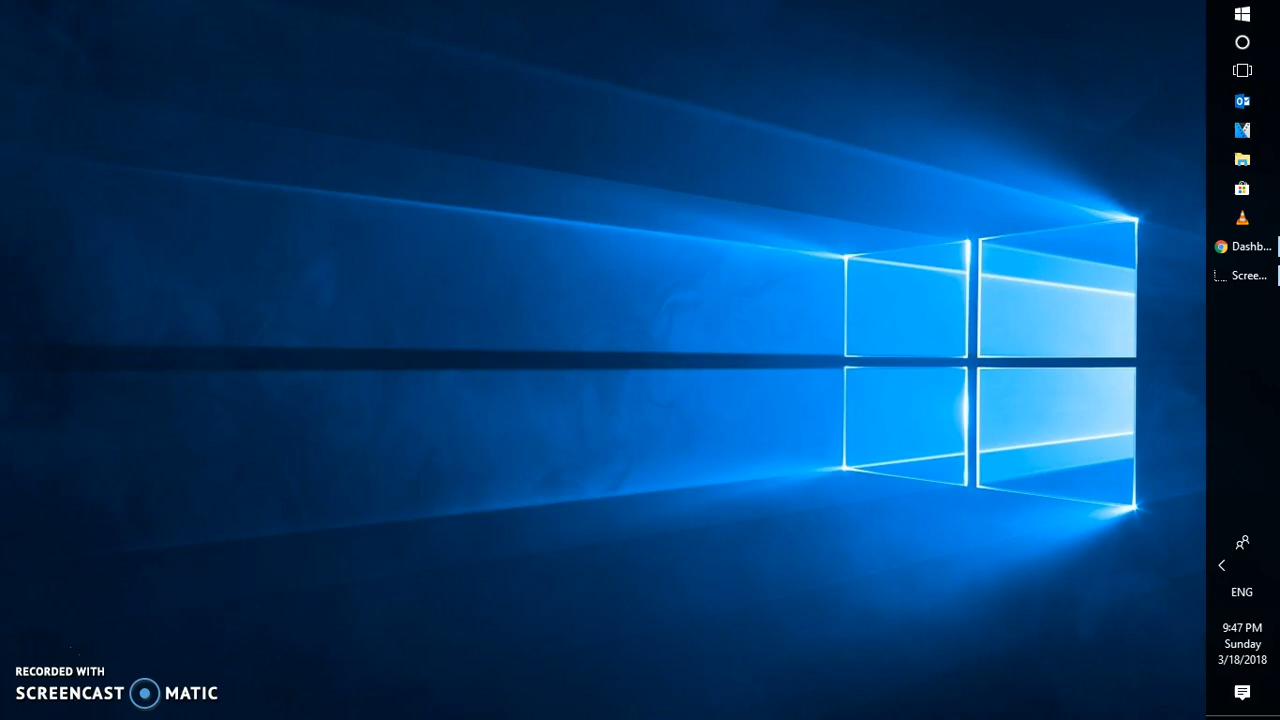 Dashb...
Scree...
ENG
9:47 PM
Sunday
3/18/2018
RECORDED WITH
SCREENCAST MATIC